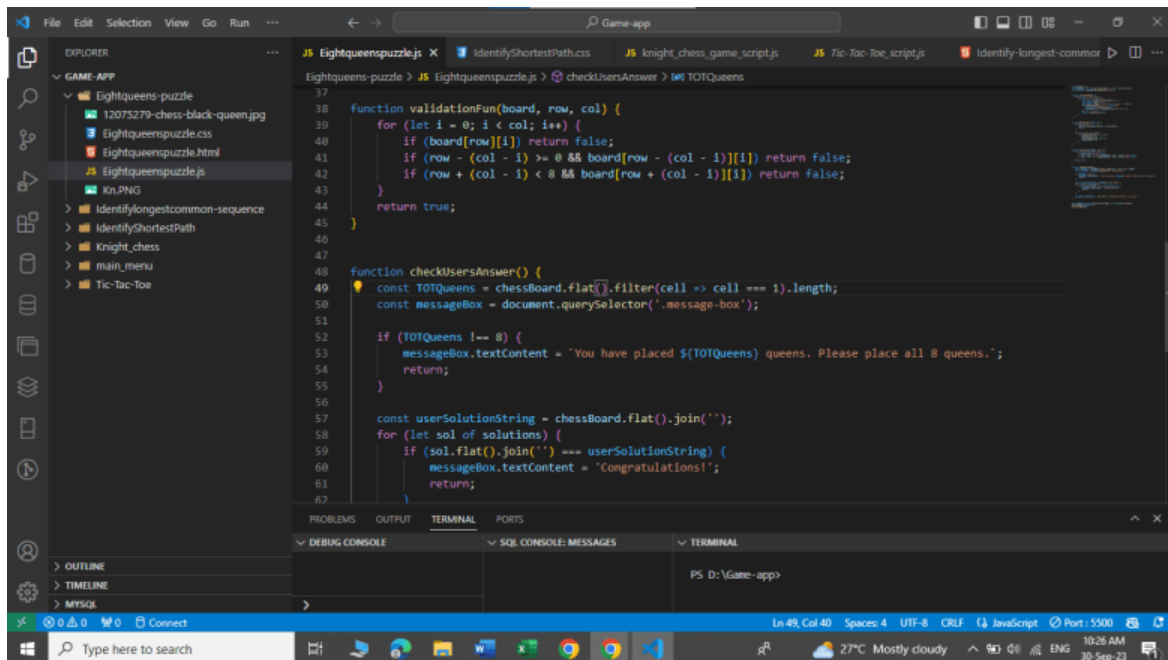 File Edit Selection View Go Run ··· Game-app
EXPLORER ···
GAME-APP
Eightqueens-puzzle
12075279-chess-black-queen.jpg
Eightqueenspuzzle.css
Eightqueenspuzzle.html
Eightqueenspuzzle.js
Kn.PNG
Identifylongestcommon-sequence
IdentifyShortestPath
Knight_chess
main_menu
Tic-Tac-Toe
OUTLINE
TIMELINE
MYSQL
JS Eightqueenspuzzle.js IdentifyShortestPath.css JS knight_chess_game_script.js JS Tic-Tac-Toe_script.js Identify-longest-commor
Eightqueens-puzzle > JS Eightqueenspuzzle.js > checkUsersAnswer > TOTQueens
37
38 function validationFun(board, row, col) {
39 for (let i = 0; i < col; i++) {
40 if (board[row][i]) return false;
41 if (row - (col - i) >= 0 && board[row - (col - i)][i]) return false;
42 if (row + (col - i) < 8 && board[row + (col - i)][i]) return false;
43 }
44 return true;
45 }
46
47
48 function checkUsersAnswer() {
49 const TOTQueens = chessBoard.flat().filter(cell => cell === 1).length;
50 const messageBox = document.querySelector('.message-box');
51
52 if (TOTQueens !== 8) {
53 messageBox.textContent = `You have placed ${TOTQueens} queens. Please place all 8 queens.`;
54 return;
55 }
56
57 const userSolutionString = chessBoard.flat().join('');
58 for (let sol of solutions) {
59 if (sol.flat().join('') === userSolutionString) {
60 messageBox.textContent = 'Congratulations!';
61 return;
62 }
PROBLEMS OUTPUT TERMINAL PORTS
DEBUG CONSOLE SQL CONSOLE: MESSAGES TERMINAL
PS D:\Game-app>
0 0 0 Connect Ln 49, Col 40 Spaces: 4 UTF-8 CRLF JavaScript Port : 5500
Type here to search 27°C Mostly cloudy ENG 10:26 AM
30-Sep-23